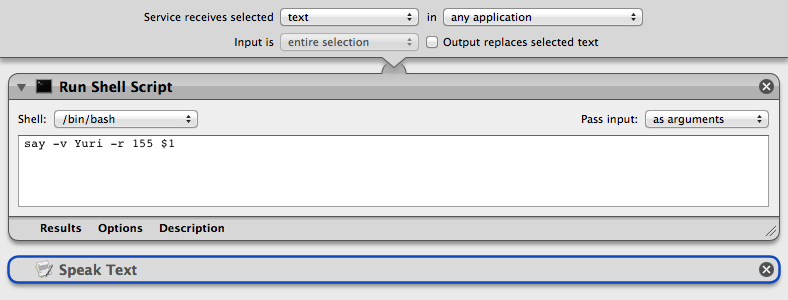 Service receives selected text in any application
Input is entire selection Output replaces selected text
Run Shell Script
Shell: /bin/bash Pass input: as arguments
say -v Yuri -r 155 $1
Results Options Description
Speak Text